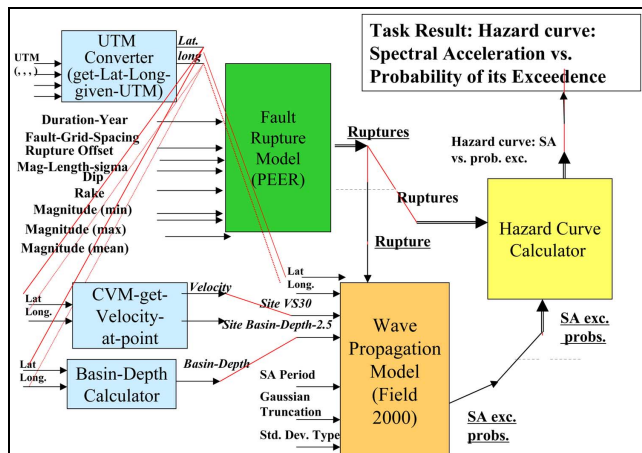 Task Result: Hazard curve:
Spectral Acceleration vs.
Probability of its Exceedence
UTM
Converter
(get-Lat-Long-
given-UTM)
Lat.
long
UTM
(, , , )
Duration-Year
Fault-Grid-Spacing
Rupture Offset
Mag-Length-sigma
Dip
Rake
Magnitude (min)
Magnitude (max)
Magnitude (mean)
Fault
Rupture
Model
(PEER)
Ruptures
Ruptures
Rupture
Hazard curve: SA
vs. prob. exc.
Hazard Curve
Calculator
Lat
Long.
CVM-get-
Velocity-
at-point
Velocity
Site VS30
Site Basin-Depth-2.5
Lat
Long.
Basin-Depth
Calculator
Basin-Depth
Lat
Long.
SA Period
Gaussian
Truncation
Std. Dev. Type
Wave
Propagation
Model
(Field
2000)
SA exc.
probs.
SA exc.
probs.